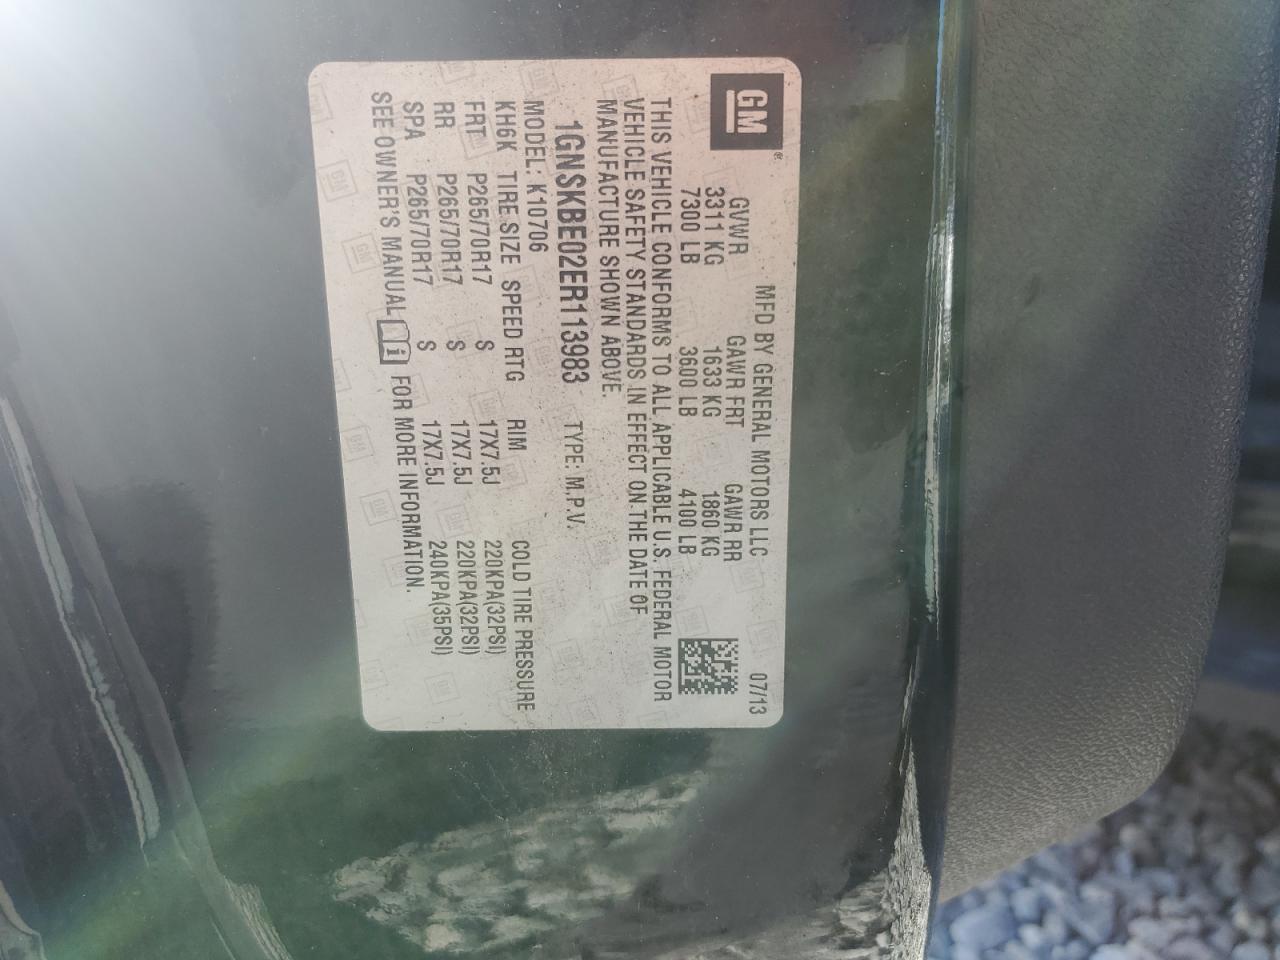 GM®
MFD BY GENERAL MOTORS LLC 07/13
GVWR GAWR FRT GAWR RR
3311 KG 1633 KG 1860 KG
7300 LB 3600 LB 4100 LB
THIS VEHICLE CONFORMS TO ALL APPLICABLE U.S. FEDERAL MOTOR
VEHICLE SAFETY STANDARDS IN EFFECT ON THE DATE OF
MANUFACTURE SHOWN ABOVE.
1GNSKBE02ER113983 TYPE: M.P.V.
MODEL: K10706
KH6K TIRE SIZE SPEED RTG RIM COLD TIRE PRESSURE
FRT P265/70R17 S 17X7.5J 220KPA(32PSI)
RR P265/70R17 S 17X7.5J 220KPA(32PSI)
SPA P265/70R17 S 17X7.5J 240KPA(35PSI)
SEE OWNER'S MANUAL i FOR MORE INFORMATION.